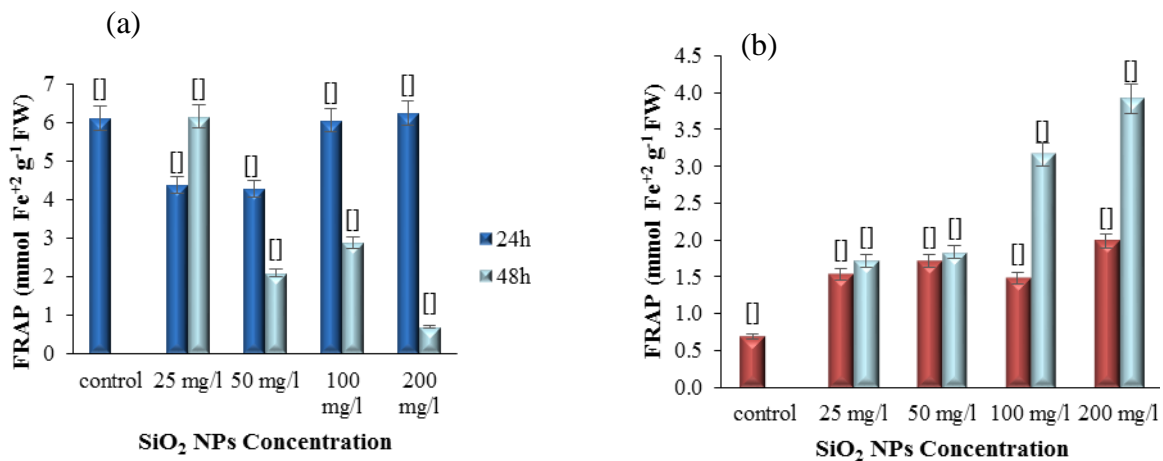 (a)
[] [] [] []
[] []
[] []
[]
7
6
5
4
3
2
1
0
FRAP (mmol Fe⁺² g⁻¹ FW)
control 25 mg/l 50 mg/l 100 mg/l 200 mg/l
SiO₂ NPs Concentration
24h
48h
(b)
[]
[]
[] [] [] [] [] []
[]
4.5
4.0
3.5
3.0
2.5
2.0
1.5
1.0
0.5
0.0
FRAP (mmol Fe⁺² g⁻¹ FW)
control 25 mg/l 50 mg/l 100 mg/l 200 mg/l
SiO₂ NPs Concentration